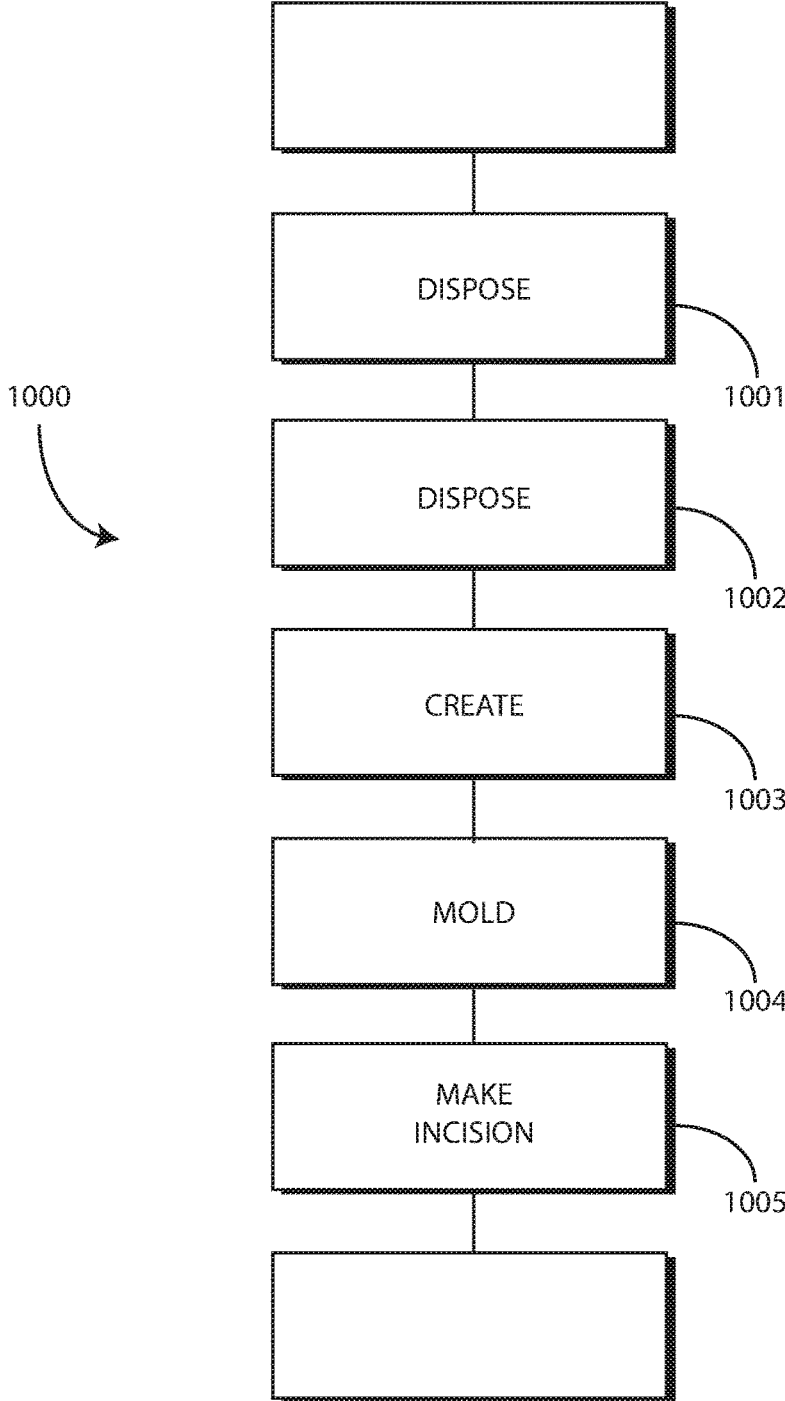 DISPOSE
1000
1001
DISPOSE
1002
CREATE
1003
MOLD
1004
MAKE
INCISION
1005